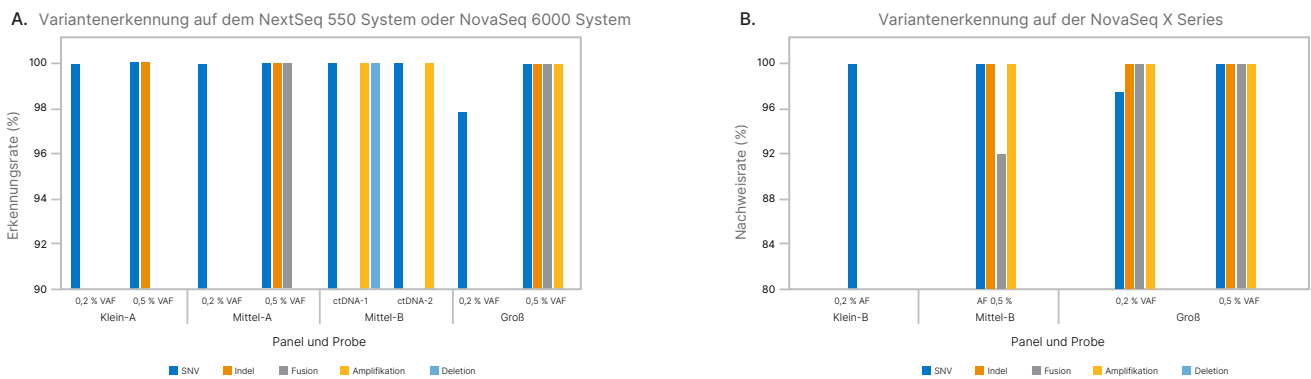 A. Variantenerkennung auf dem NextSeq 550 System oder NovaSeq 6000 System
Erkennungsrate (%)
100
98
96
94
92
90
0,2 % VAF 0,5 % VAF 0,2 % VAF 0,5 % VAF ctDNA-1 ctDNA-2 0,2 % VAF 0,5 % VAF
Klein-A Mittel-A Mittel-B Groß
Panel und Probe
SNV Indel Fusion Amplifikation Deletion
B. Variantenerkennung auf der NovaSeq X Series
Nachweisrate (%)
100
96
92
88
84
80
0,2 % AF AF 0,5 % 0,2 % VAF 0,5 % VAF
Klein-B Mittel-B Groß
Panel und Probe
SNV Indel Fusion Amplifikation Deletion